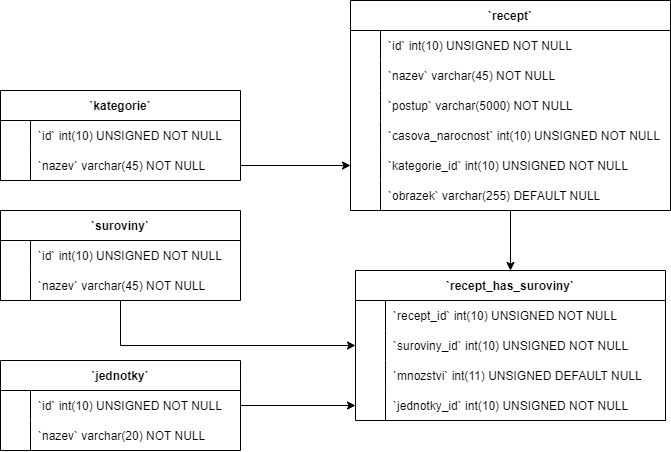 `recept`
`id` int(10) UNSIGNED NOT NULL
`nazev` varchar(45) NOT NULL
`postup` varchar(5000) NOT NULL
`casova_narocnost` int(10) UNSIGNED NOT NULL
`kategorie_id` int(10) UNSIGNED NOT NULL
`obrazek` varchar(255) DEFAULT NULL
`kategorie`
`id` int(10) UNSIGNED NOT NULL
`nazev` varchar(45) NOT NULL
`suroviny`
`id` int(10) UNSIGNED NOT NULL
`nazev` varchar(45) NOT NULL
`recept_has_suroviny`
`recept_id` int(10) UNSIGNED NOT NULL
`suroviny_id` int(10) UNSIGNED NOT NULL
`mnozstvi` int(11) UNSIGNED DEFAULT NULL
`jednotky_id` int(10) UNSIGNED NOT NULL
`jednotky`
`id` int(10) UNSIGNED NOT NULL
`nazev` varchar(20) NOT NULL